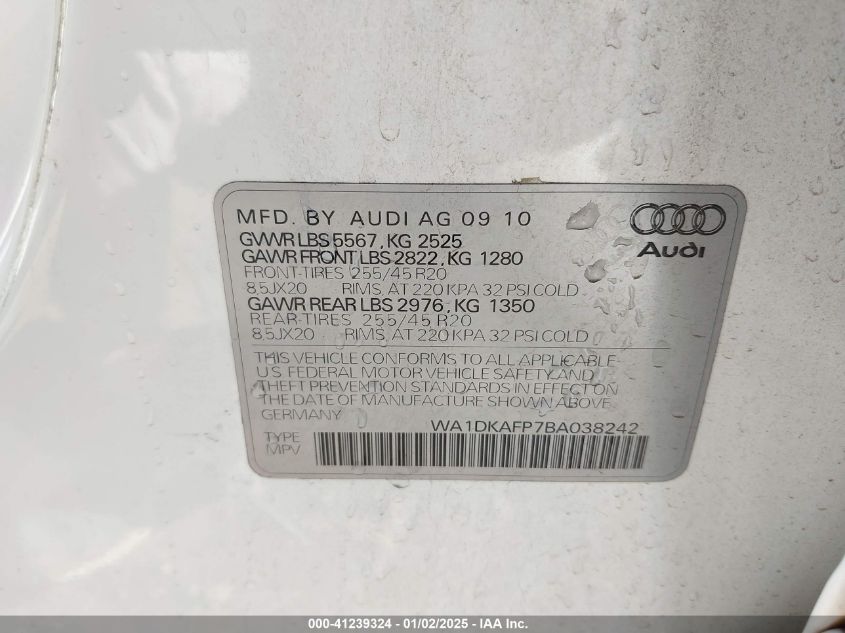 MFD. BY AUDI AG 09 10
GVWR LBS 5567, KG 2525
GAWR FRONT LBS 2822, KG 1280
FRONT-TIRES 255/45 R20
8,5JX20 RIMS, AT 220 KPA 32 PSI COLD
GAWR REAR LBS 2976, KG 1350
REAR-TIRES 255/45 R20
8,5JX20 RIMS, AT 220 KPA 32 PSI COLD
Audi
THIS VEHICLE CONFORMS TO ALL APPLICABLE
U.S. FEDERAL MOTOR VEHICLE SAFETY AND
THEFT PREVENTION STANDARDS IN EFFECT ON
THE DATE OF MANUFACTURE SHOWN ABOVE.
GERMANY WA1DKAFP7BA038242
TYPE
MPV
000-41239324 - 01/02/2025 - IAA Inc.